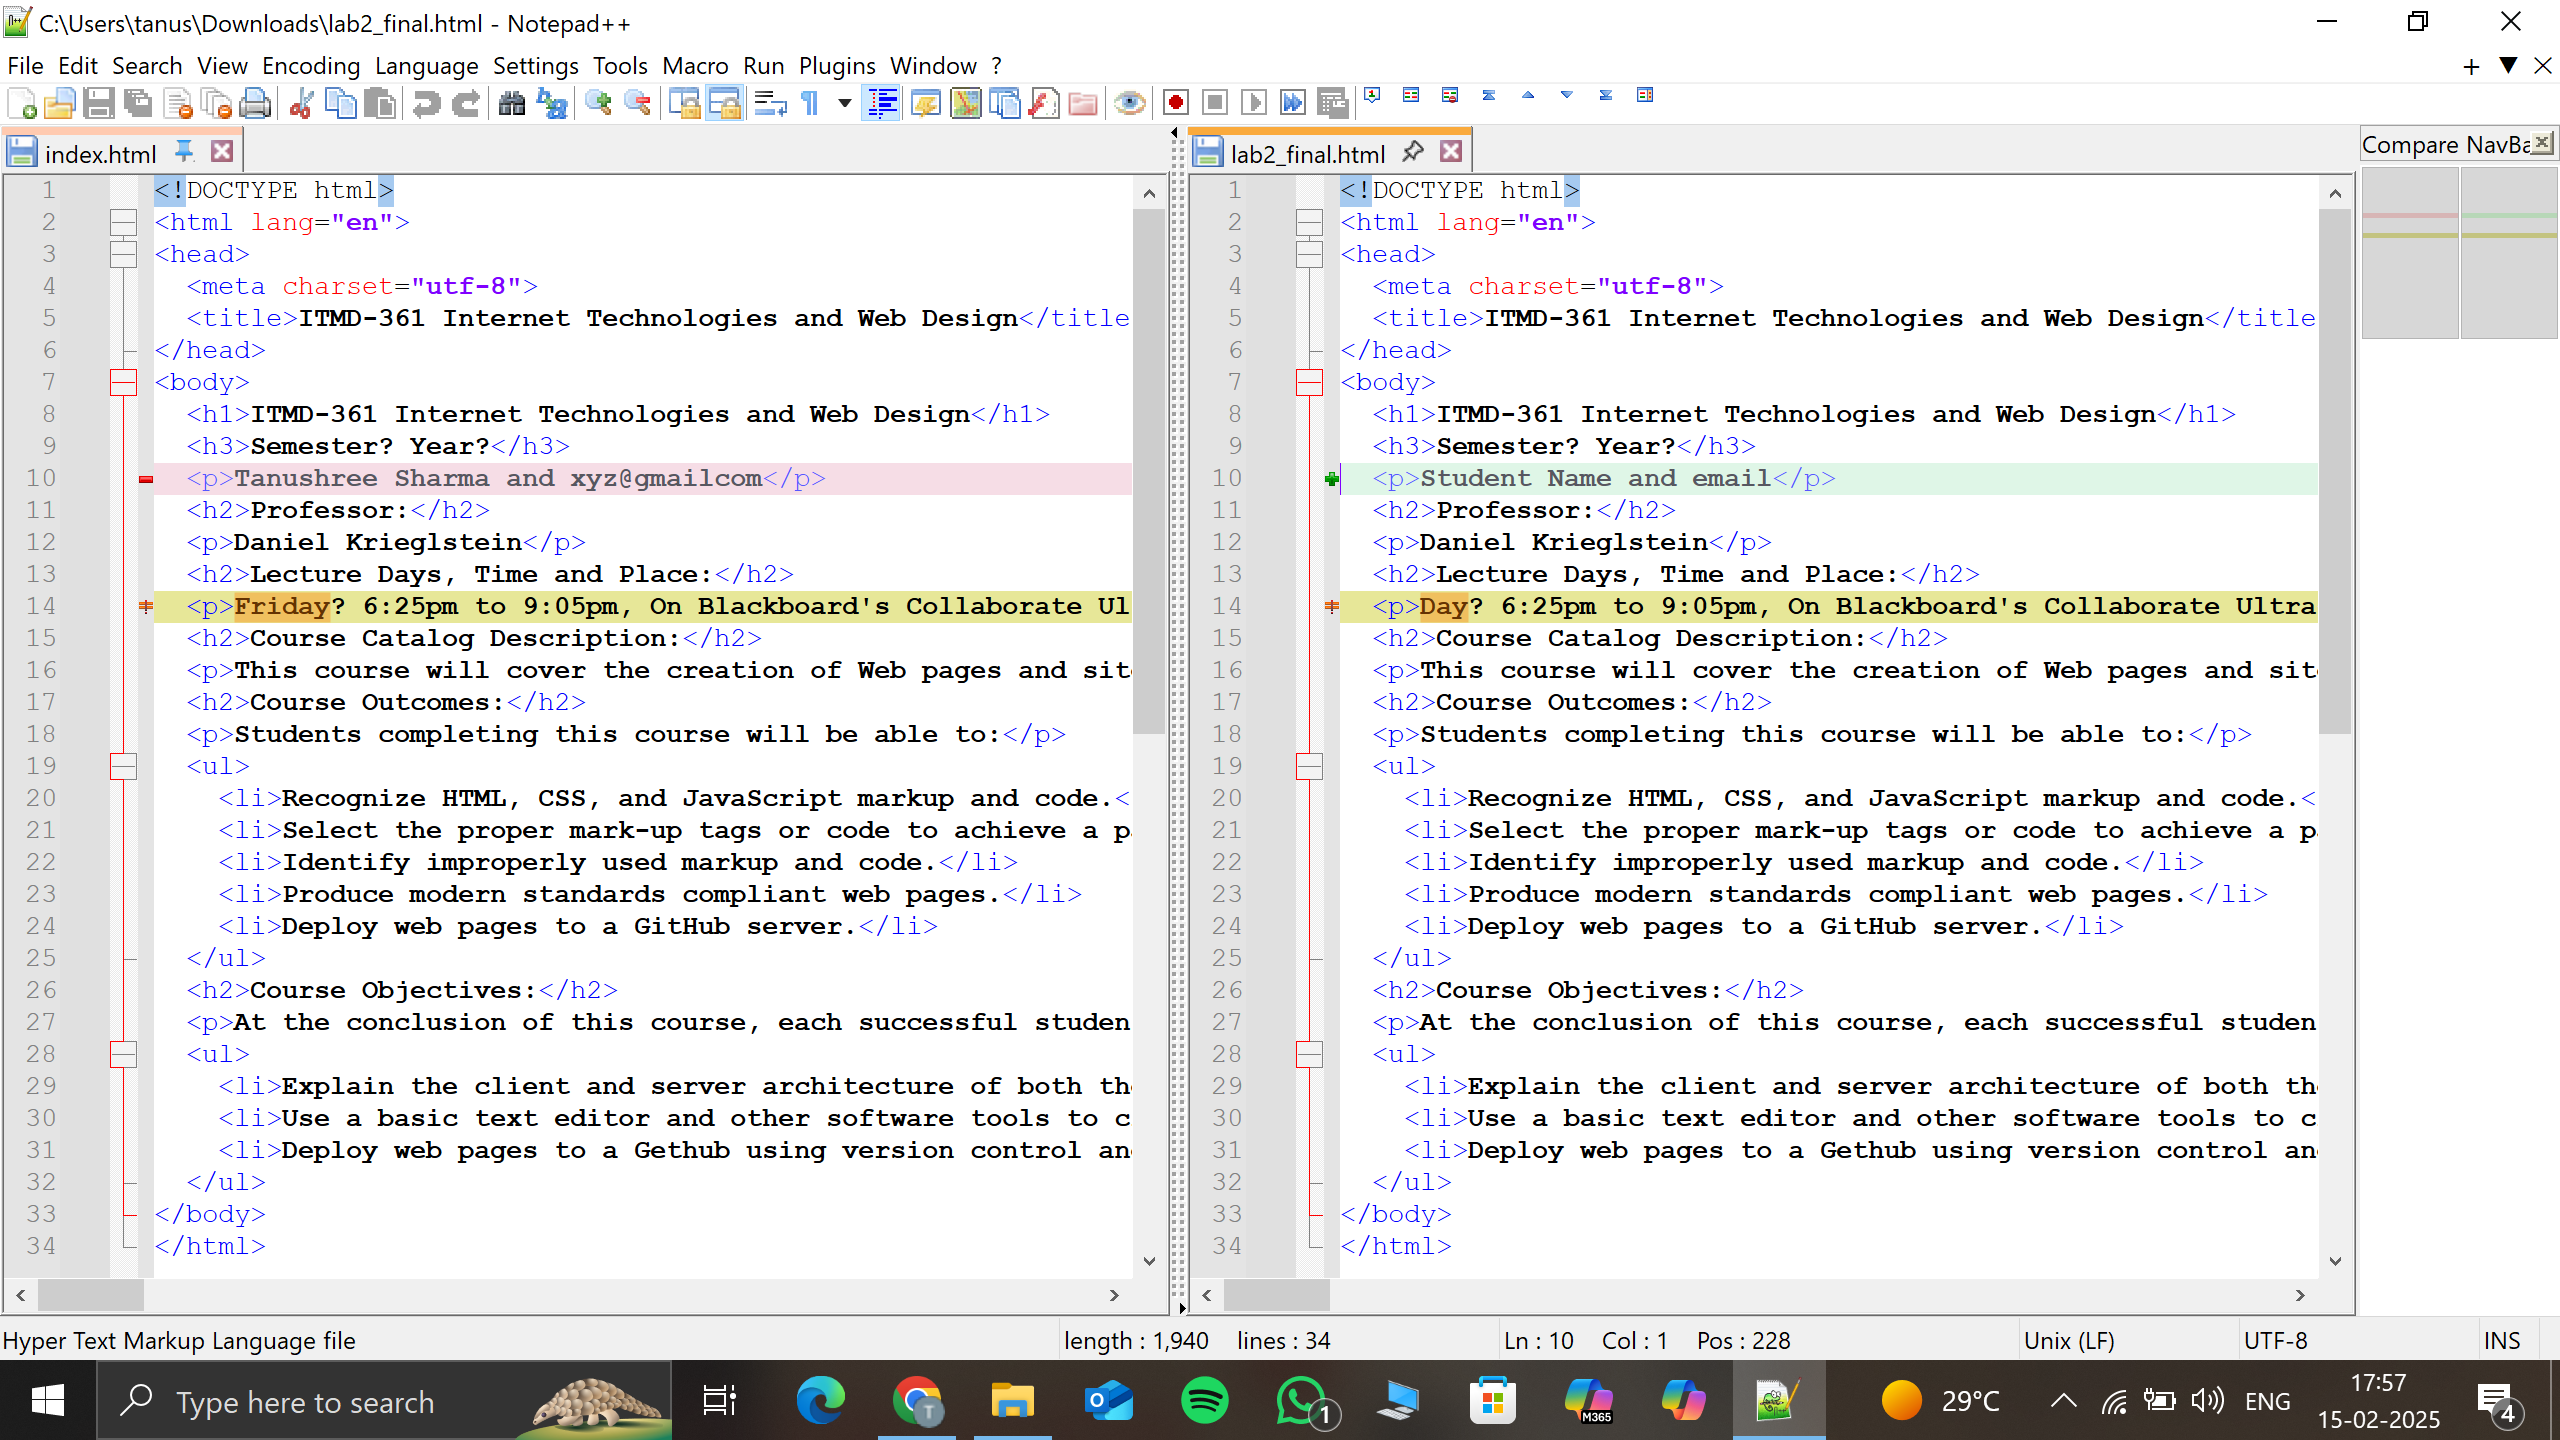 C:\Users\tanus\Downloads\lab2_final.html - Notepad++
File Edit Search View Encoding Language Settings Tools Macro Run Plugins Window ?
index.html
1 <!DOCTYPE html>
2 <html lang="en">
3 <head>
4 <meta charset="utf-8">
5 <title>ITMD-361 Internet Technologies and Web Design</title
6 </head>
7 <body>
8 <h1>ITMD-361 Internet Technologies and Web Design</h1>
9 <h3>Semester? Year?</h3>
10 <p>Tanushree Sharma and xyz@gmailcom</p>
11 <h2>Professor:</h2>
12 <p>Daniel Krieglstein</p>
13 <h2>Lecture Days, Time and Place:</h2>
14 <p>Friday? 6:25pm to 9:05pm, On Blackboard's Collaborate Ul
15 <h2>Course Catalog Description:</h2>
16 <p>This course will cover the creation of Web pages and sit
17 <h2>Course Outcomes:</h2>
18 <p>Students completing this course will be able to:</p>
19 <ul>
20 <li>Recognize HTML, CSS, and JavaScript markup and code.<
21 <li>Select the proper mark-up tags or code to achieve a p
22 <li>Identify improperly used markup and code.</li>
23 <li>Produce modern standards compliant web pages.</li>
24 <li>Deploy web pages to a GitHub server.</li>
25 </ul>
26 <h2>Course Objectives:</h2>
27 <p>At the conclusion of this course, each successful studen
28 <ul>
29 <li>Explain the client and server architecture of both th
30 <li>Use a basic text editor and other software tools to c
31 <li>Deploy web pages to a Gethub using version control an
32 </ul>
33 </body>
34 </html>
lab2_final.html
1 <!DOCTYPE html>
2 <html lang="en">
3 <head>
4 <meta charset="utf-8">
5 <title>ITMD-361 Internet Technologies and Web Design</title
6 </head>
7 <body>
8 <h1>ITMD-361 Internet Technologies and Web Design</h1>
9 <h3>Semester? Year?</h3>
10 <p>Student Name and email</p>
11 <h2>Professor:</h2>
12 <p>Daniel Krieglstein</p>
13 <h2>Lecture Days, Time and Place:</h2>
14 <p>Day? 6:25pm to 9:05pm, On Blackboard's Collaborate Ultra
15 <h2>Course Catalog Description:</h2>
16 <p>This course will cover the creation of Web pages and sit
17 <h2>Course Outcomes:</h2>
18 <p>Students completing this course will be able to:</p>
19 <ul>
20 <li>Recognize HTML, CSS, and JavaScript markup and code.<
21 <li>Select the proper mark-up tags or code to achieve a p
22 <li>Identify improperly used markup and code.</li>
23 <li>Produce modern standards compliant web pages.</li>
24 <li>Deploy web pages to a GitHub server.</li>
25 </ul>
26 <h2>Course Objectives:</h2>
27 <p>At the conclusion of this course, each successful studen
28 <ul>
29 <li>Explain the client and server architecture of both th
30 <li>Use a basic text editor and other software tools to c
31 <li>Deploy web pages to a Gethub using version control an
32 </ul>
33 </body>
34 </html>
Compare NavBa
Hyper Text Markup Language file length : 1,940 lines : 34 Ln : 10 Col : 1 Pos : 228 Unix (LF) UTF-8 INS
Type here to search
T
1
M365
29°C
ENG
17:57
15-02-2025
4